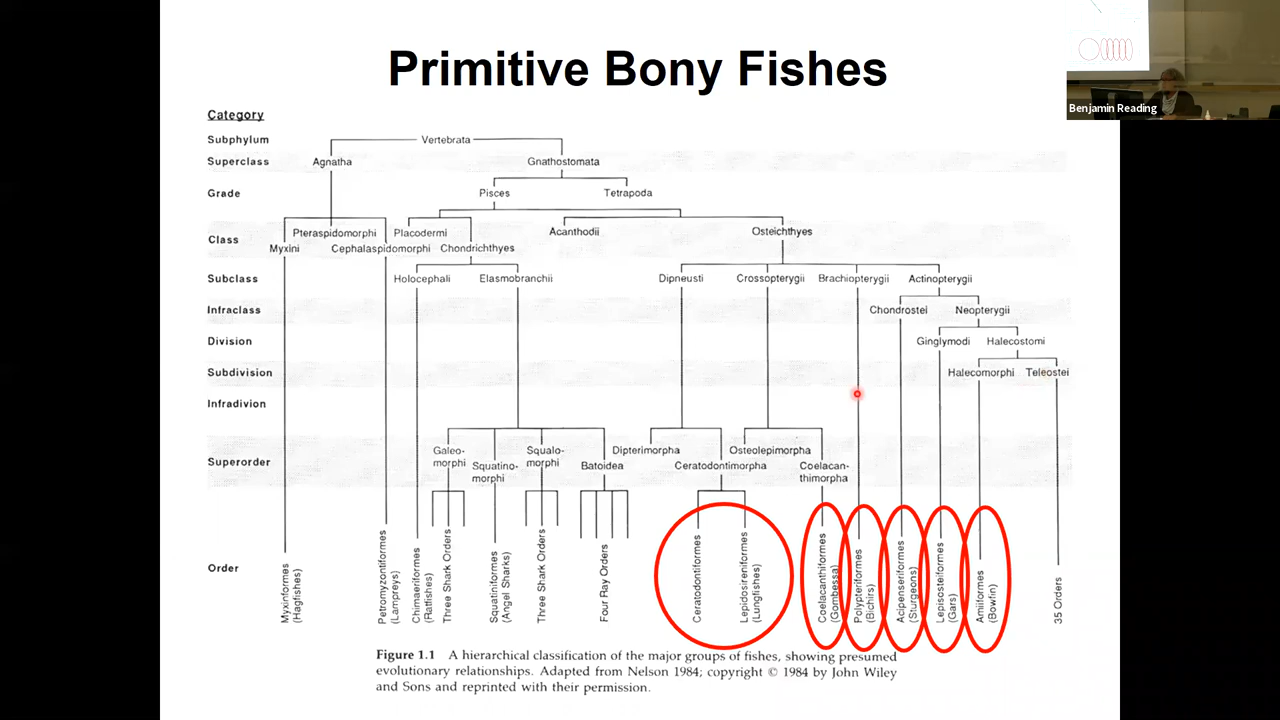 Primitive Bony Fishes
Benjamin Reading
Category
Subphylum
Vertebrata
Superclass
Agnatha
Gnathostomata
Grade
Pisces
Tetrapoda
Class
Pteraspidomorphi
Placodermi
Acanthodii
Osteichthyes
Myxini
Cephalaspidomorphi
Chondrichthyes
Subclass
Holocephali
Elasmobranchii
Dipneusti
Crossopterygii
Brachiopterygii
Actinopterygii
Infraclass
Chondrostei
Neopterygii
Division
Ginglymodi
Halecostomi
Subdivision
Halecomorphi
Teleostei
Infradivion
Superorder
Galeo-
morphi
Squatino-
morphi
Squalo-
morphi
Batoidea
Dipterimorpha
Ceratodontimorpha
Osteolepimorpha
Coelacan-
thimorpha
Order
Myxinformes
(Hagfishes)
Petromyzontiformes
(Lampreys)
Chimaeriformes
(Ratfishes)
Three Shark Orders
Squatiniformes
(Angel Sharks)
Three Shark Orders
Four Ray Orders
Ceratodontiformes
Lepidosireniformes
(Lungfishes)
Coelacanthiformes
(Gombessa)
Polypteriformes
(Bichirs)
Acipenseriformes
(Sturgeons)
Lepisosteiformes
(Gars)
Amiiformes
(Bowfin)
35 Orders
Figure 1.1 A hierarchical classification of the major groups of fishes, showing presumed
evolutionary relationships. Adapted from Nelson 1984; copyright © 1984 by John Wiley
and Sons and reprinted with their permission.